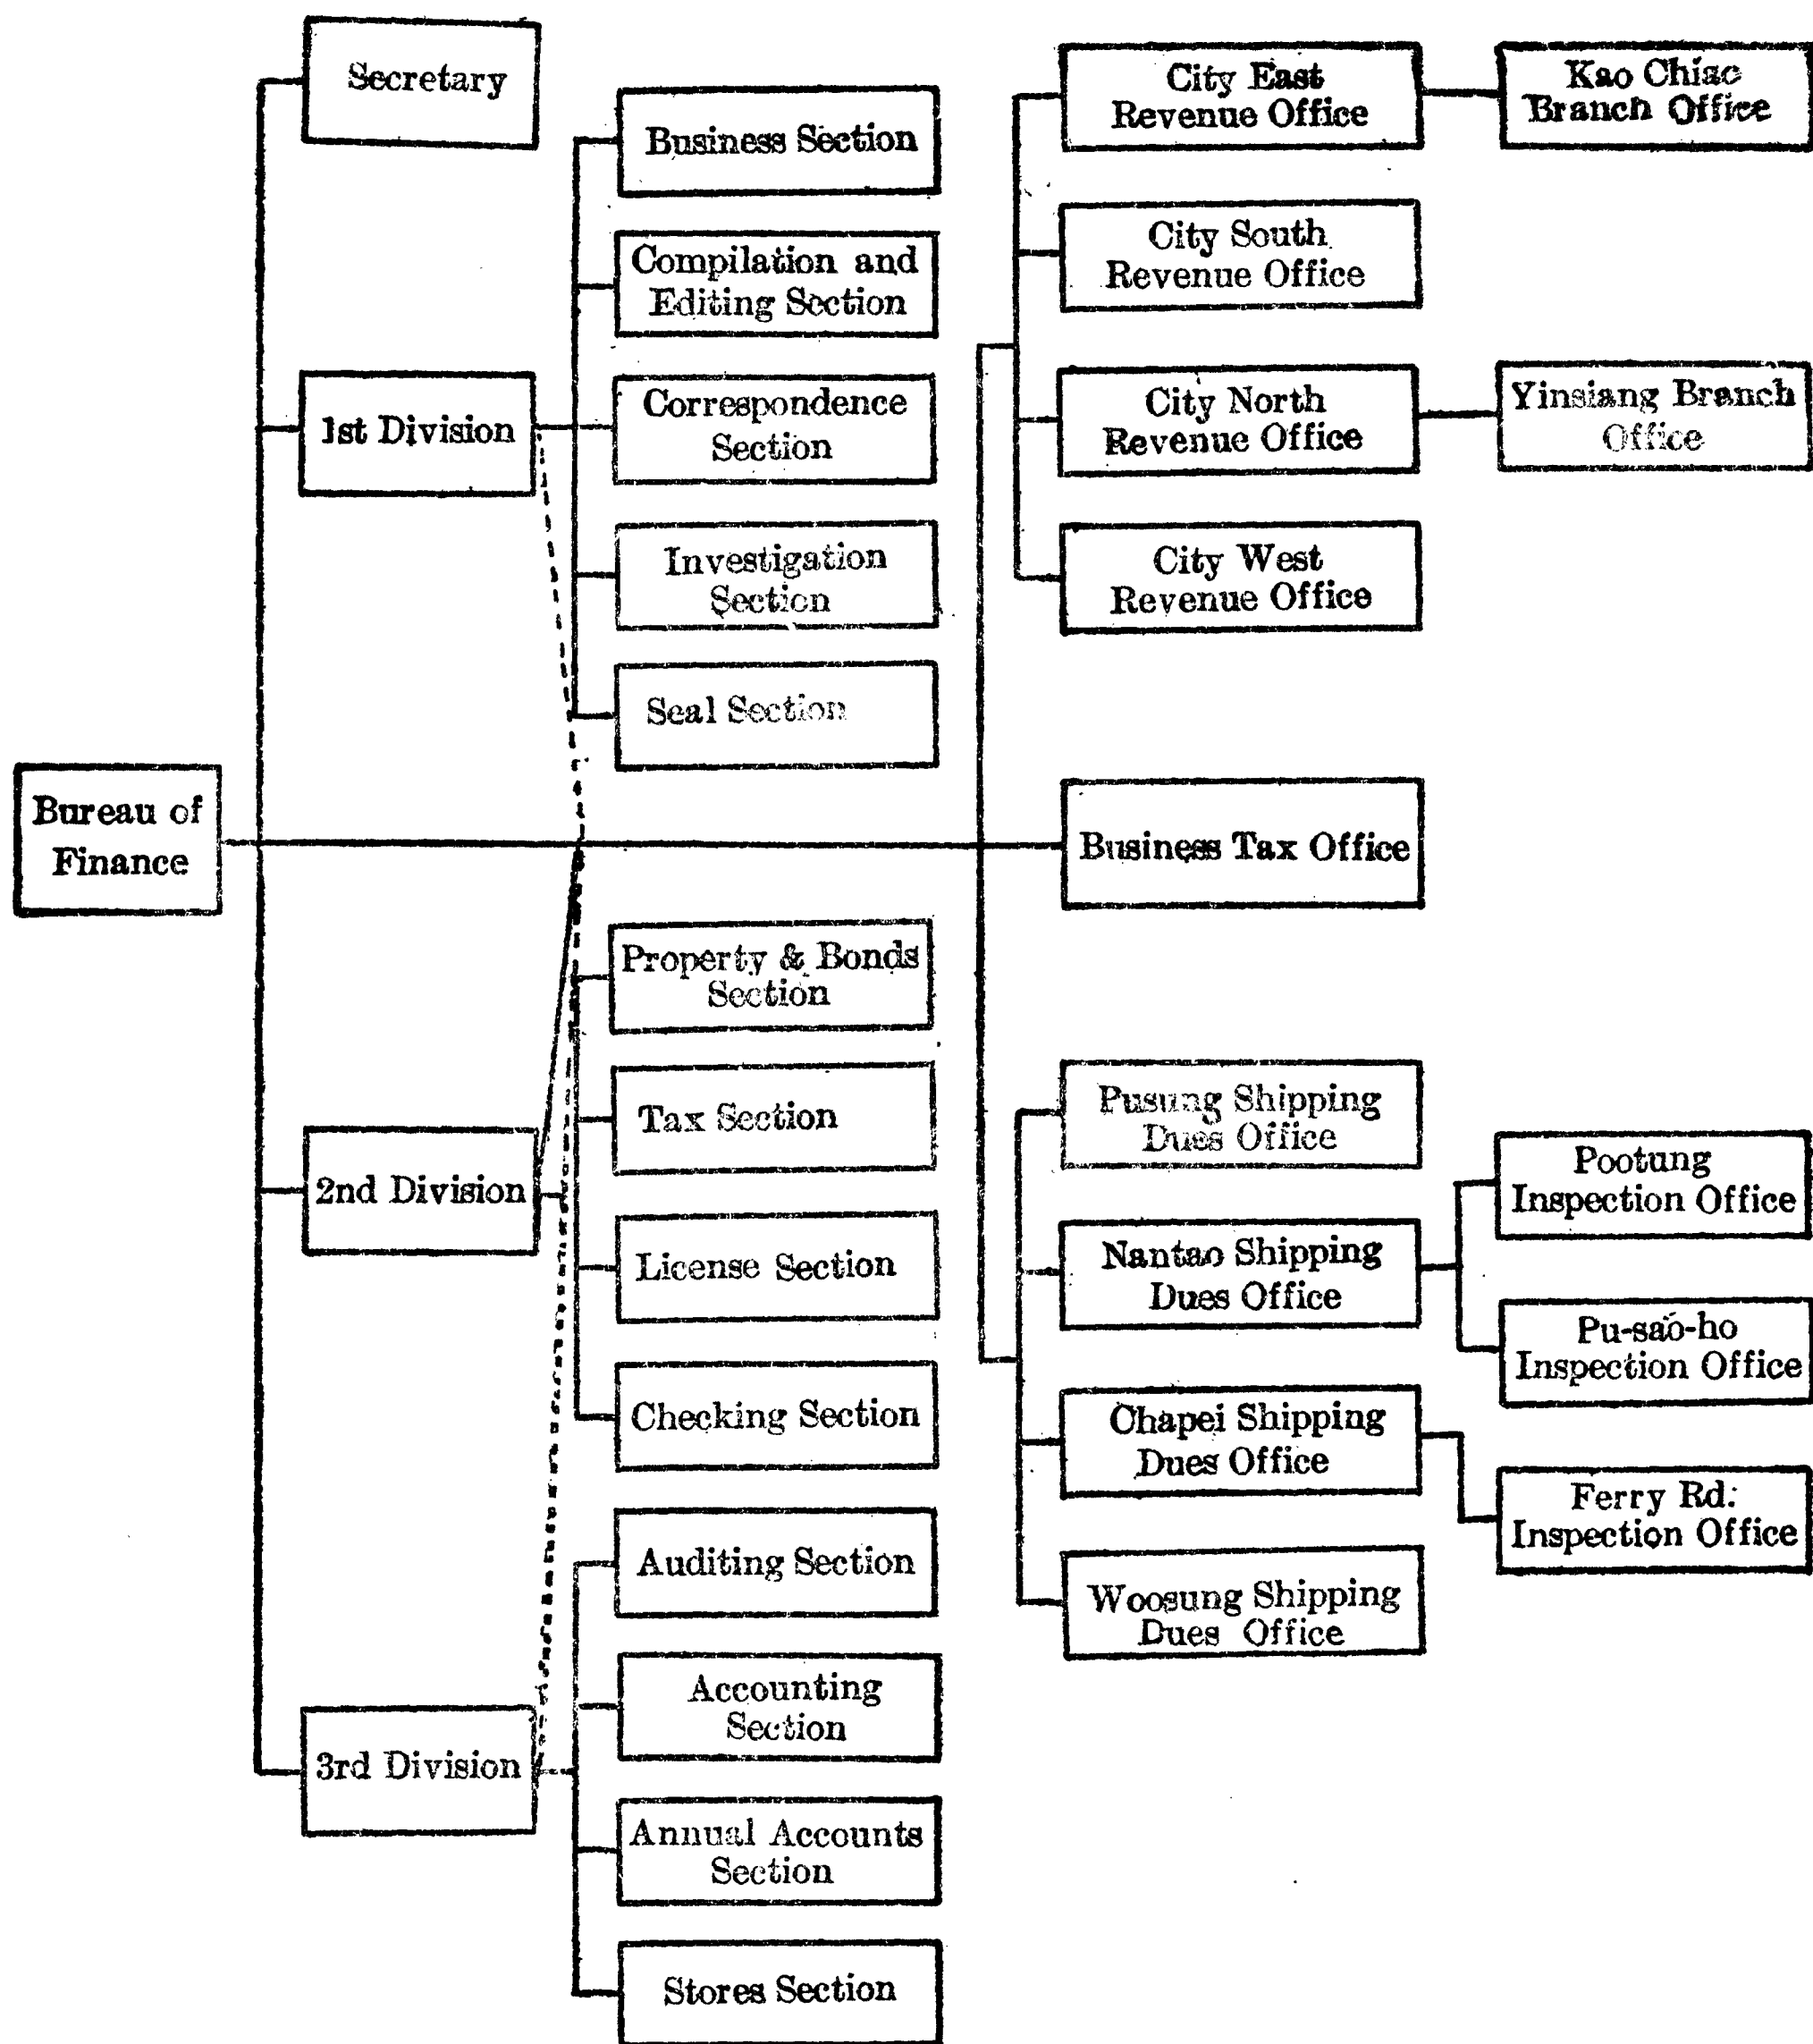 Bureau of
Finance
Secretary
1st Division
2nd Division
3rd Division
Business Section
Compilation and
Editing Section
Correspondence
Section
Investigation
Section
Seal Section
Property & Bonds
Section
Tax Section
License Section
Checking Section
Auditing Section
Accounting
Section
Annual Accounts
Section
Stores Section
City East
Revenue Office
City South
Revenue Office
City North
Revenue Office
City West
Revenue Office
Business Tax Office
Pusung Shipping
Dues Office
Nantao Shipping
Dues Office
Chapei Shipping
Dues Office
Woosung Shipping
Dues Office
Kao Chiao
Branch Office
Yinsiang Branch
Office
Pootung
Inspection Office
Pu-sao-ho
Inspection Office
Ferry Rd.
Inspection Office